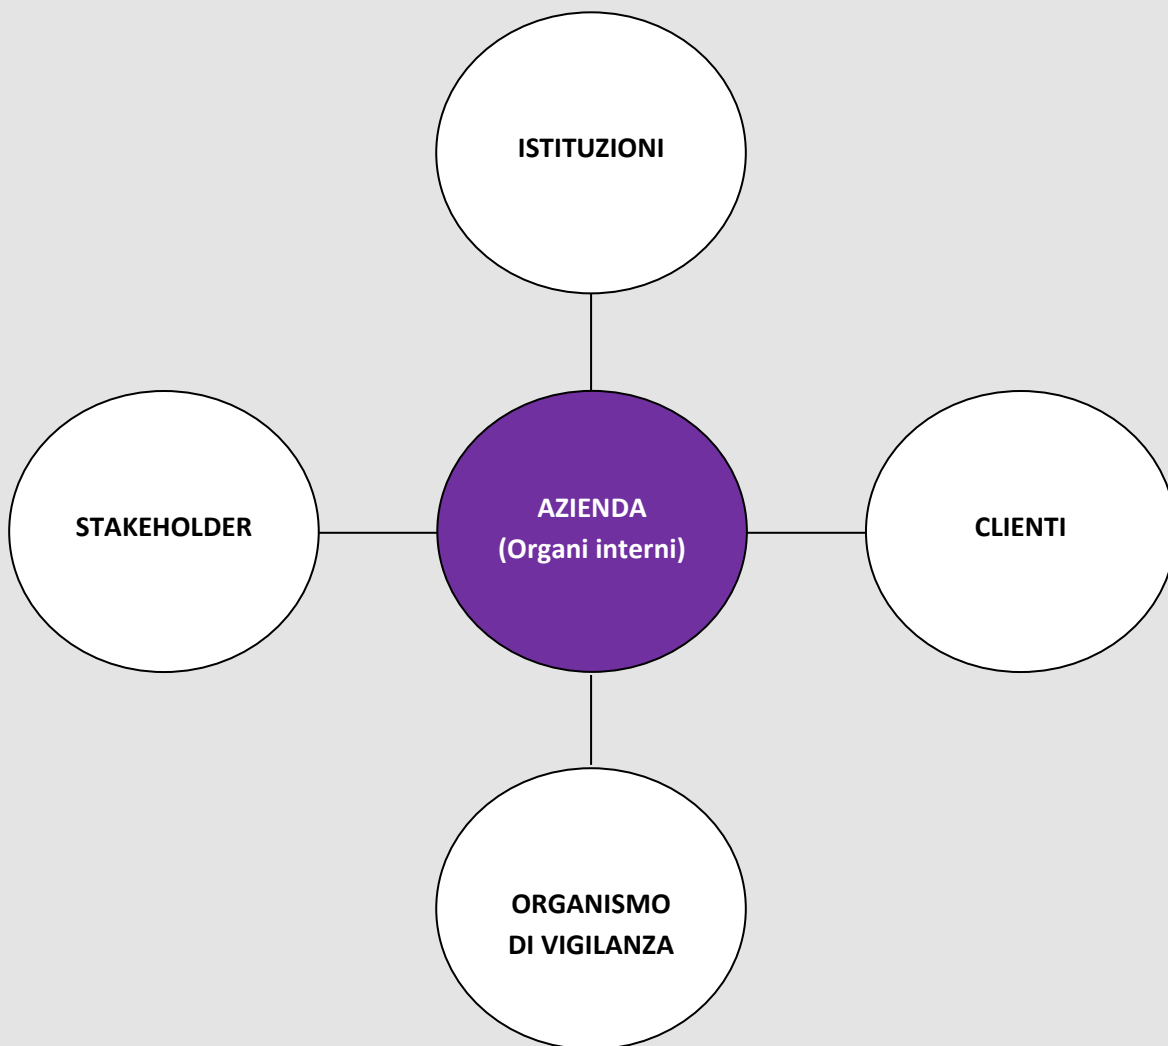 ISTITUZIONI
STAKEHOLDER
AZIENDA
(Organi interni)
CLIENTI
ORGANISMO
DI VIGILANZA